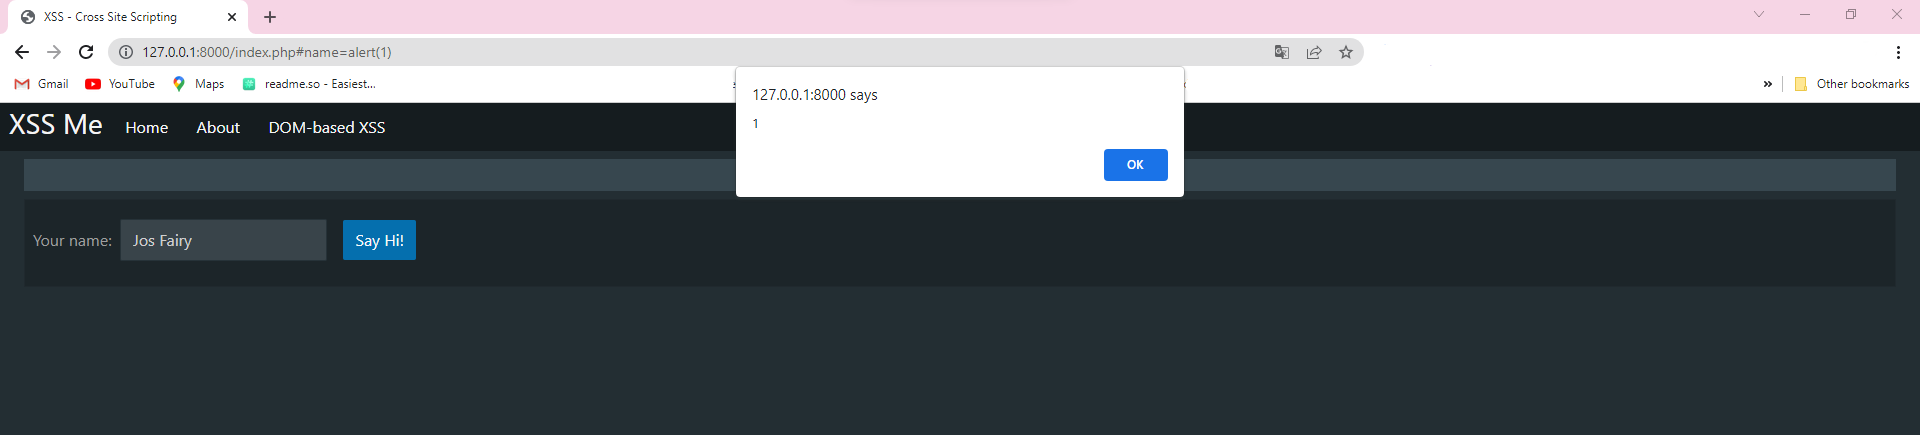 XSS - Cross Site Scripting
127.0.0.1:8000/index.php#name=alert(1)
Gmail YouTube Maps readme.so - Easiest... » Other bookmarks
127.0.0.1:8000 says
1
OK
XSS Me Home About DOM-based XSS
Your name: Jos Fairy Say Hi!